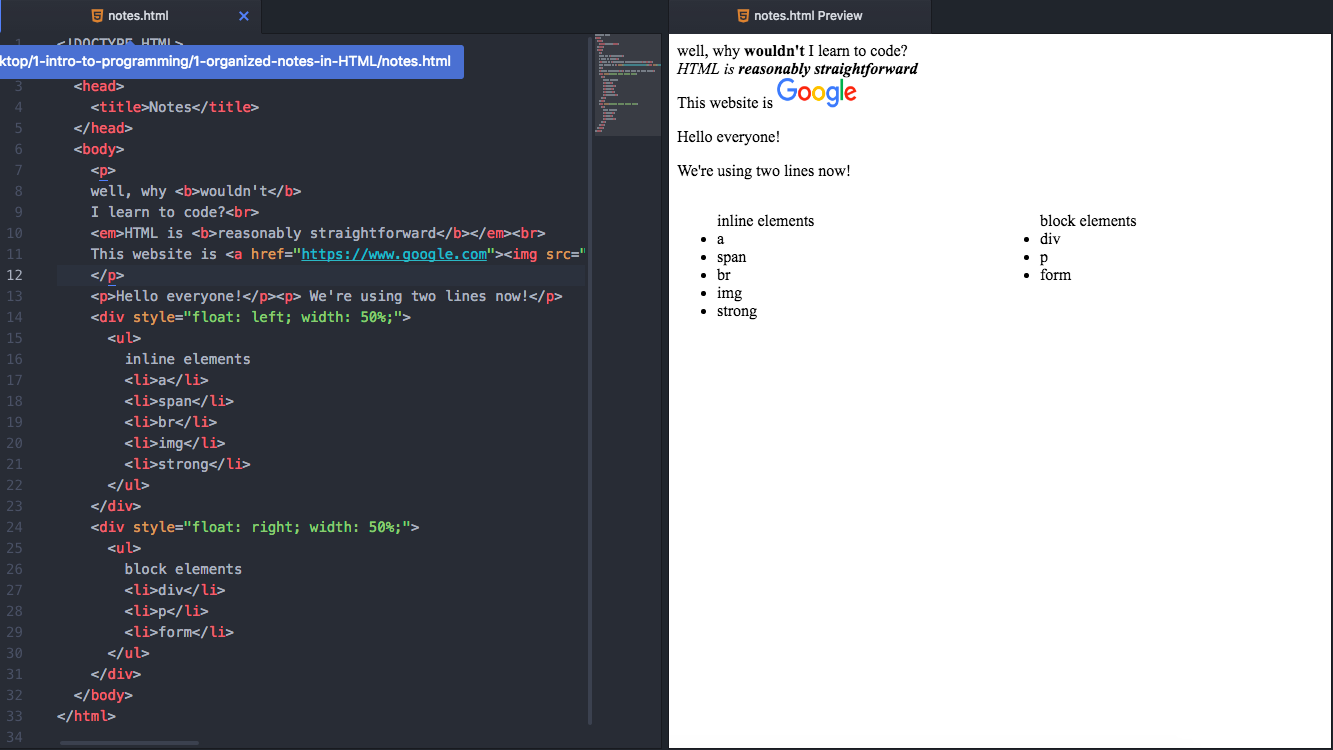 notes.html
notes.html Preview
1 <!DOCTYPE HTML>
ktop/1-intro-to-programming/1-organized-notes-in-HTML/notes.html
3 <head>
4 <title>Notes</title>
5 </head>
6 <body>
7 <p>
8 well, why <b>wouldn't</b>
9 I learn to code?<br>
10 <em>HTML is <b>reasonably straightforward</b></em><br>
11 This website is <a href="https://www.google.com"><img src="
12 </p>
13 <p>Hello everyone!</p><p> We're using two lines now!</p>
14 <div style="float: left; width: 50%;">
15 <ul>
16 inline elements
17 <li>a</li>
18 <li>span</li>
19 <li>br</li>
20 <li>img</li>
21 <li>strong</li>
22 </ul>
23 </div>
24 <div style="float: right; width: 50%;">
25 <ul>
26 block elements
27 <li>div</li>
28 <li>p</li>
29 <li>form</li>
30 </ul>
31 </div>
32 </body>
33 </html>
34
well, why wouldn't I learn to code?
HTML is reasonably straightforward
This website is Google
Hello everyone!
We're using two lines now!
inline elements
• a
• span
• br
• img
• strong
block elements
• div
• p
• form